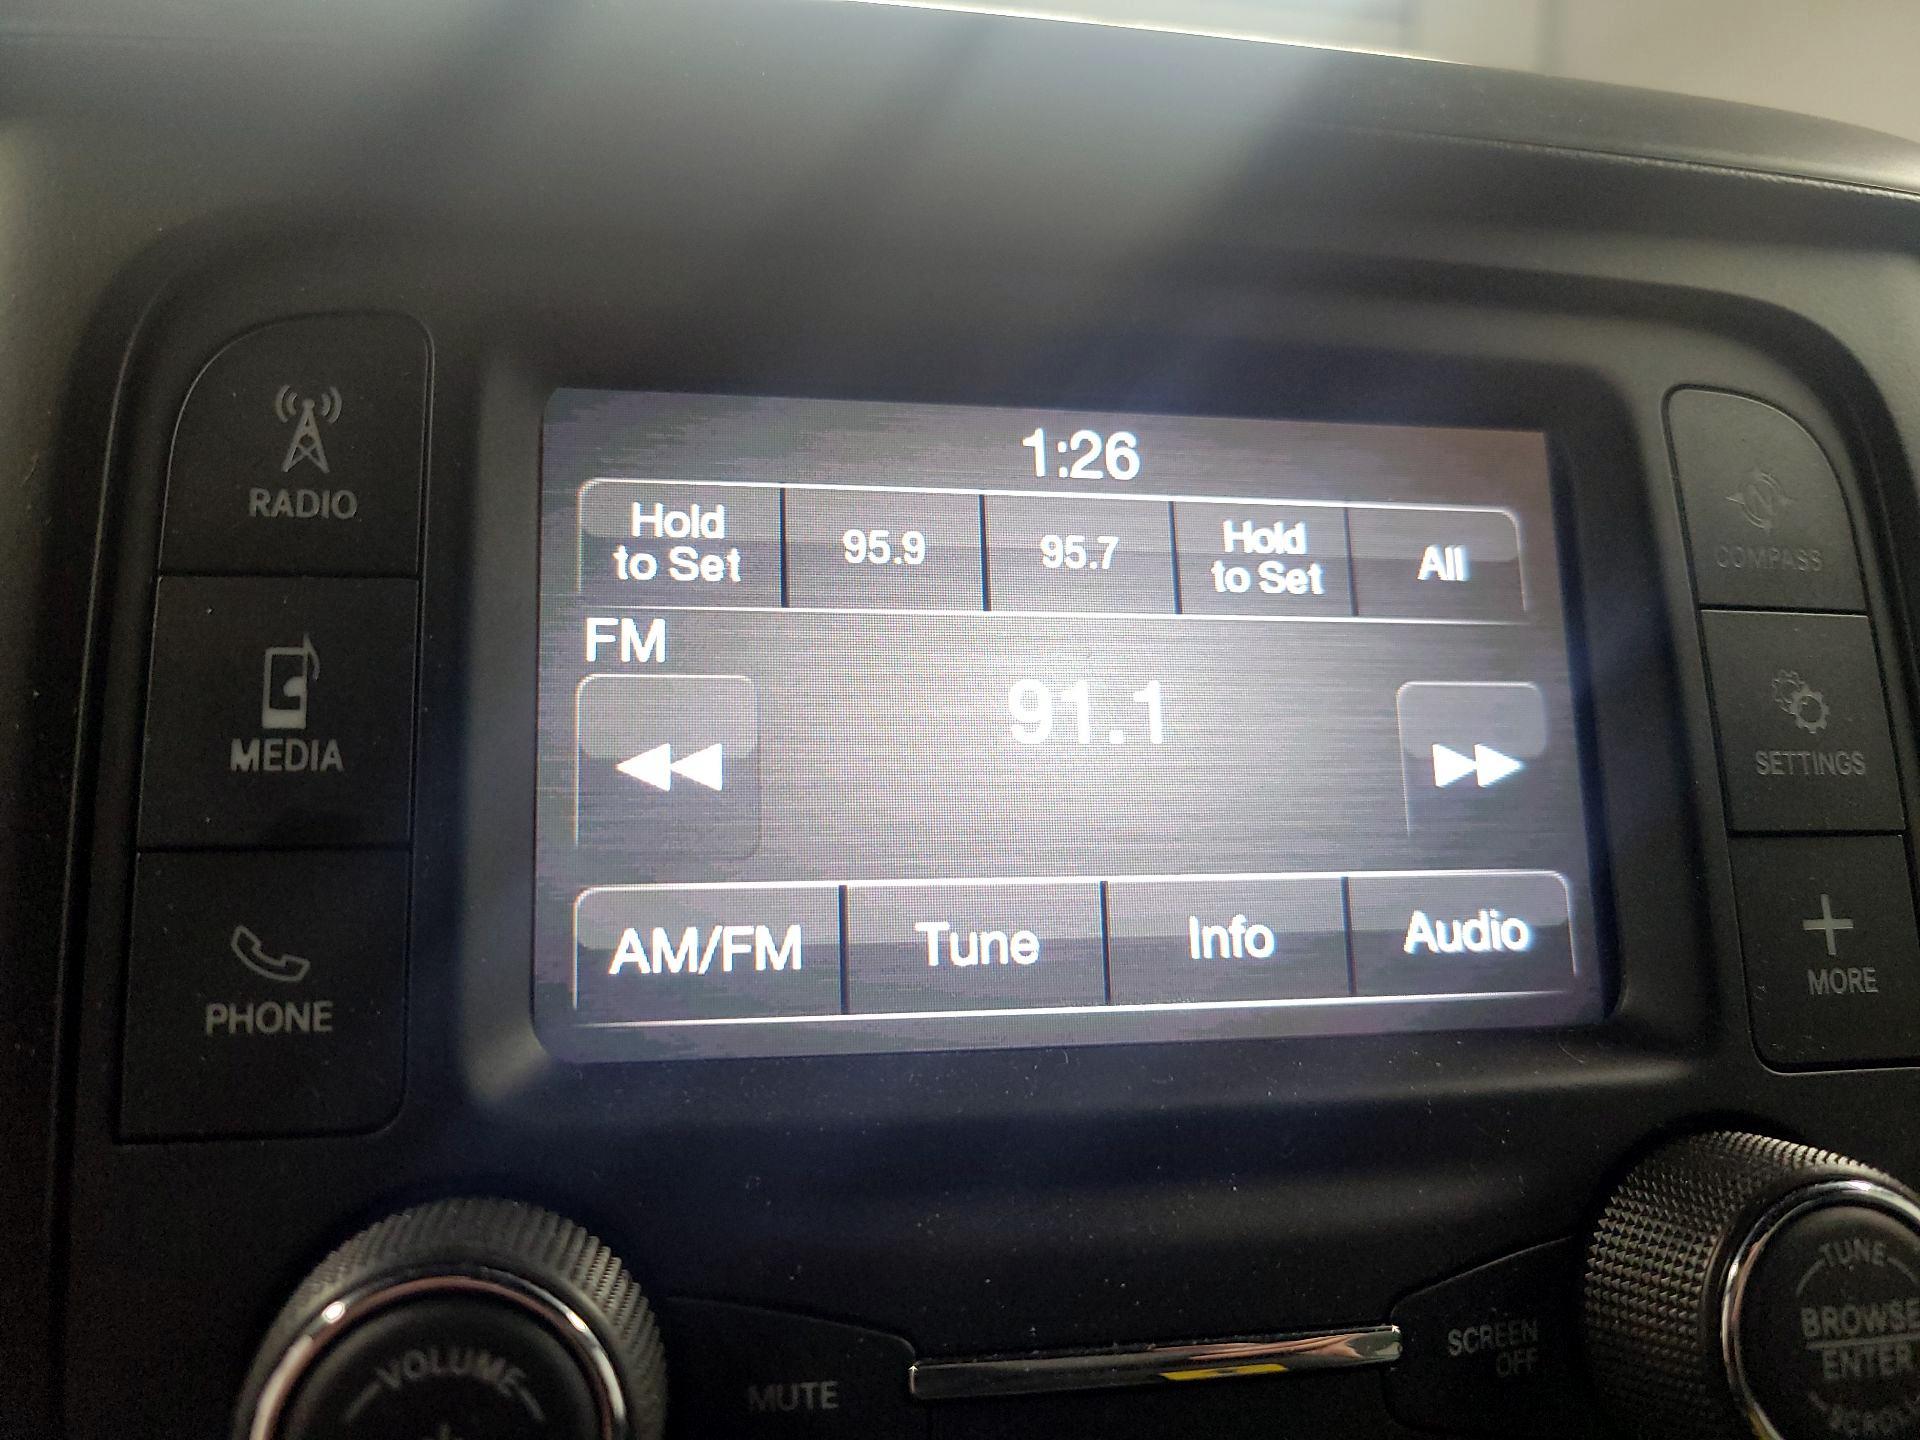 1:26
Hold
to Set
95.9
95.7
Hold
to Set
All
FM
91.1
AM/FM
Tune
Info
Audio
RADIO
MEDIA
PHONE
COMPASS
SETTINGS
MORE
VOLUME
MUTE
SCREEN
OFF
TUNE
BROWSE
ENTER